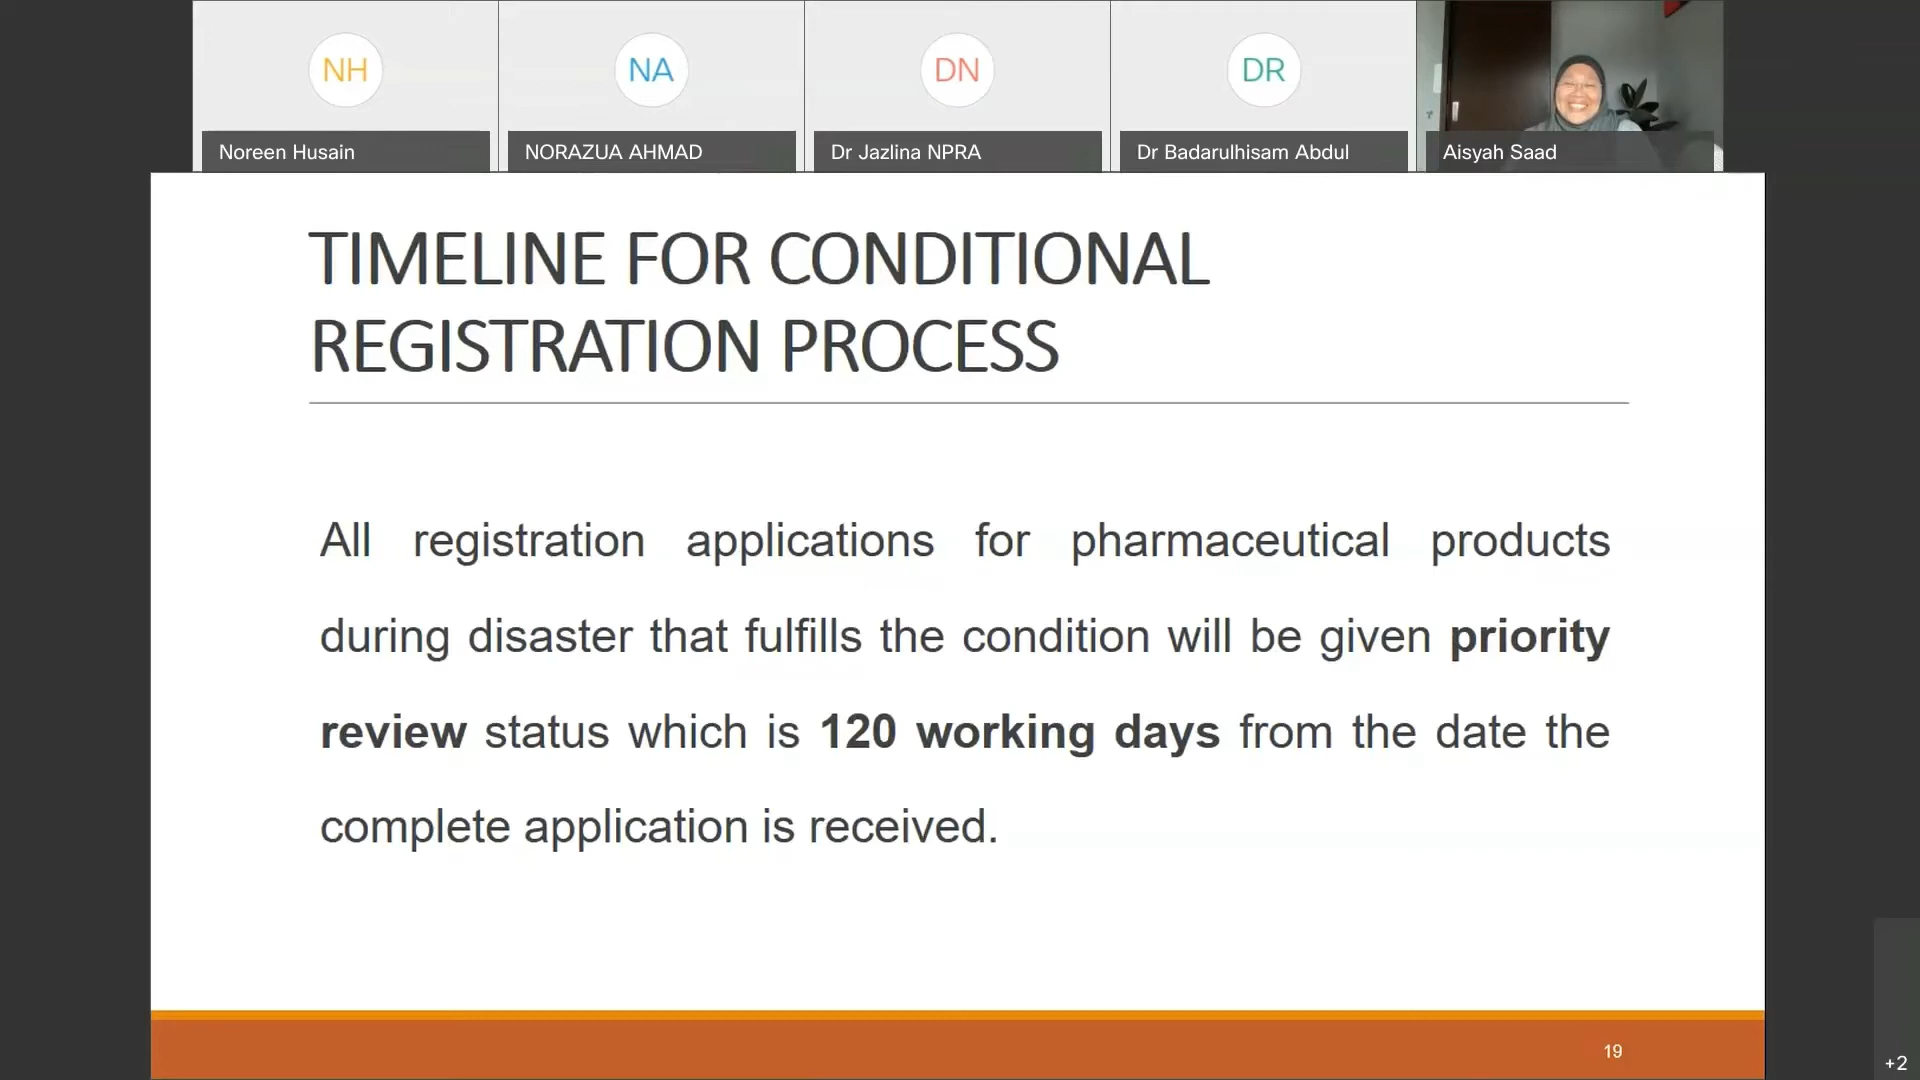 NH
NA
DN
DR
Noreen Husain
NORAZUA AHMAD
Dr Jazlina NPRA
Dr Badarulhisam Abdul
Aisyah Saad
TIMELINE FOR CONDITIONAL
REGISTRATION PROCESS
All registration applications for pharmaceutical products
during disaster that fulfills the condition will be given priority
review status which is 120 working days from the date the
complete application is received.
19
+2